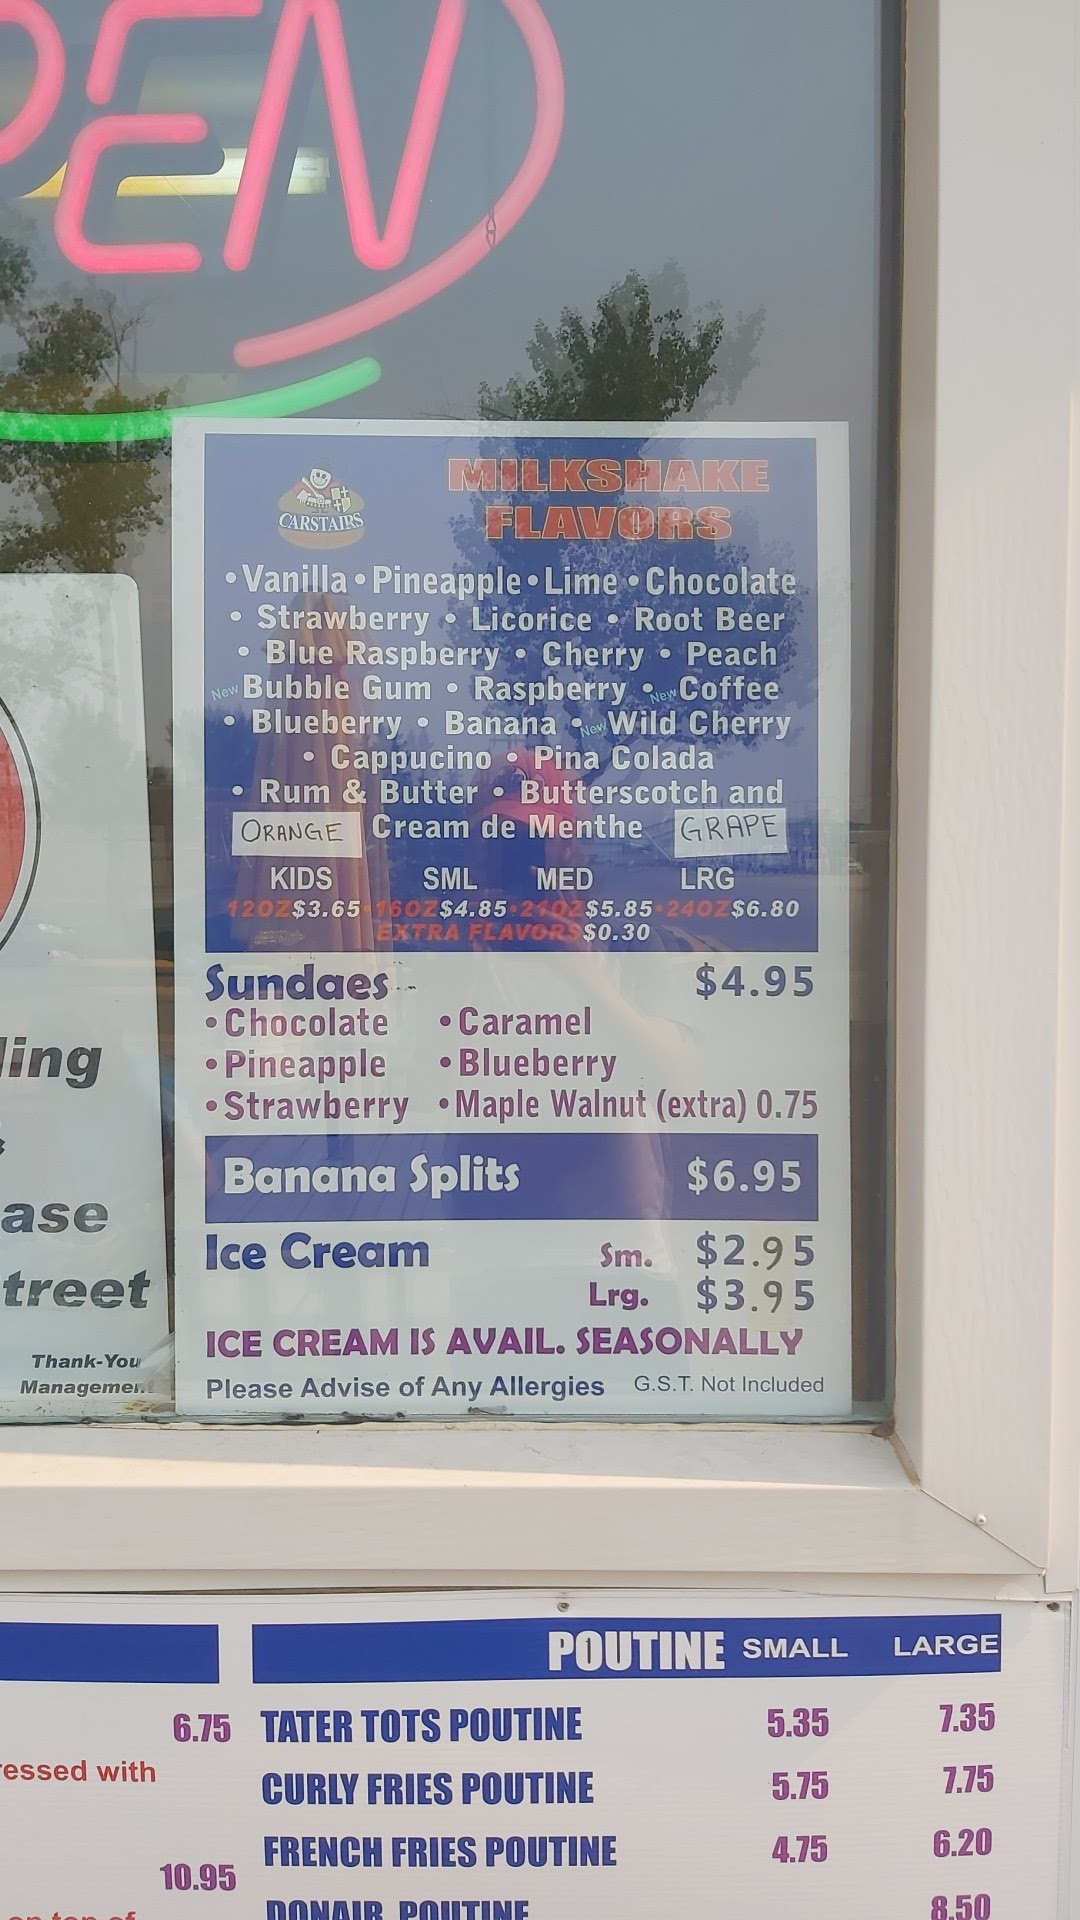 PEN
CARSTAIRS
MILKSHAKE
FLAVORS
• Vanilla • Pineapple • Lime • Chocolate
• Strawberry • Licorice • Root Beer
• Blue Raspberry • Cherry • Peach
New Bubble Gum • Raspberry • New Coffee
• Blueberry • Banana • New Wild Cherry
• Cappucino • Pina Colada
• Rum & Butter • Butterscotch and
ORANGE Cream de Menthe GRAPE
KIDS SML MED LRG
12OZ $3.65 • 16OZ $4.85 • 21OZ $5.85 • 24OZ $6.80
EXTRA FLAVORS $0.30
Sundaes $4.95
• Chocolate • Caramel
• Pineapple • Blueberry
• Strawberry • Maple Walnut (extra) 0.75
Banana Splits $6.95
Ice Cream Sm. $2.95
Lrg. $3.95
ICE CREAM IS AVAIL. SEASONALLY
Please Advise of Any Allergies G.S.T. Not Included
ling
ase
treet
Thank-You
Managemen
POUTINE SMALL LARGE
6.75 TATER TOTS POUTINE 5.35 7.35
ressed with
CURLY FRIES POUTINE 5.75 7.75
FRENCH FRIES POUTINE 4.75 6.20
10.95
DONAIR POUTINE 8.50
on top of